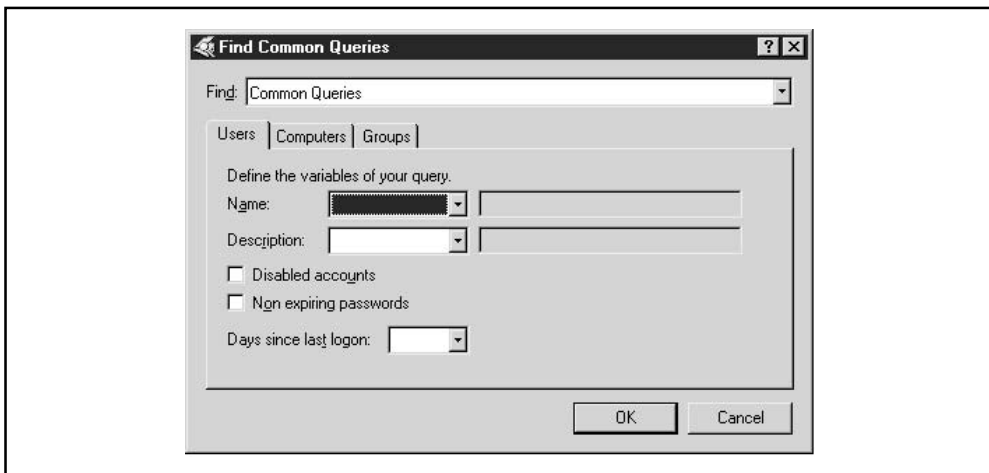 Find Common Queries
Find: Common Queries
Users Computers Groups
Define the variables of your query.
Name:
Description:
Disabled accounts
Non expiring passwords
Days since last logon:
OK Cancel